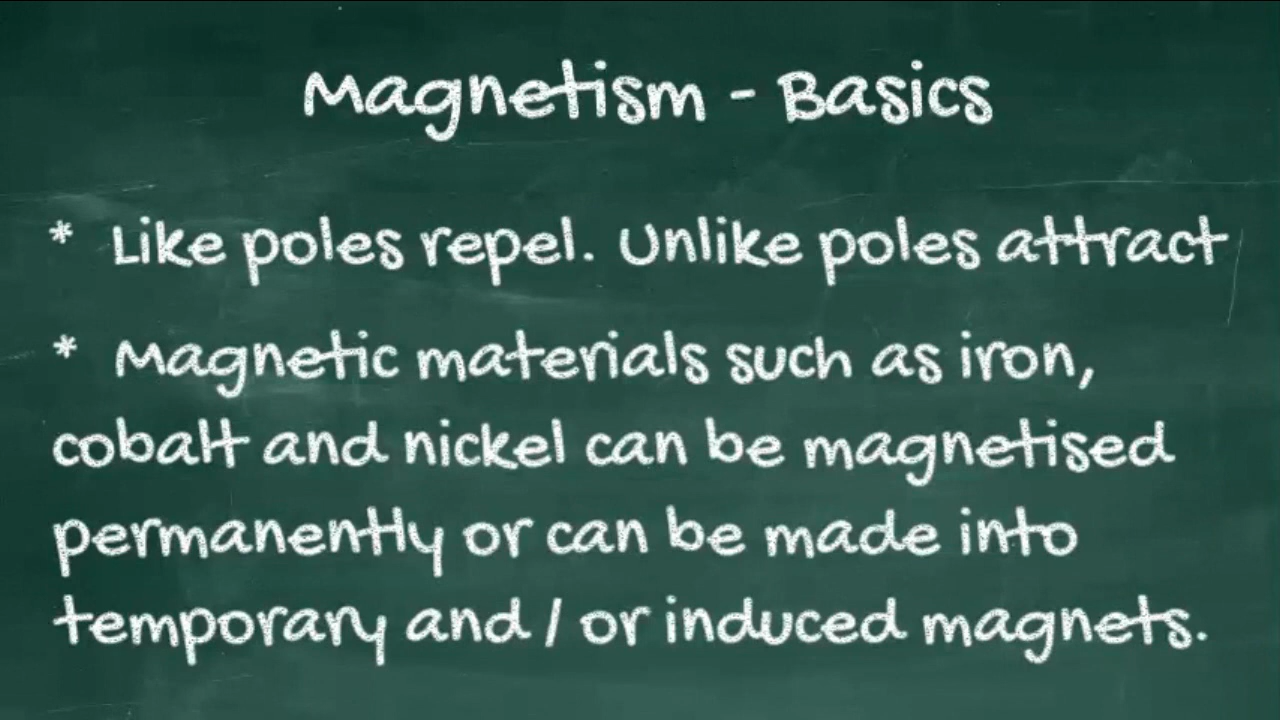 Magnetism - Basics
* Like poles repel. Unlike poles attract
* Magnetic materials such as iron,
cobalt and nickel can be magnetised
permanently or can be made into
temporary and / or induced magnets.